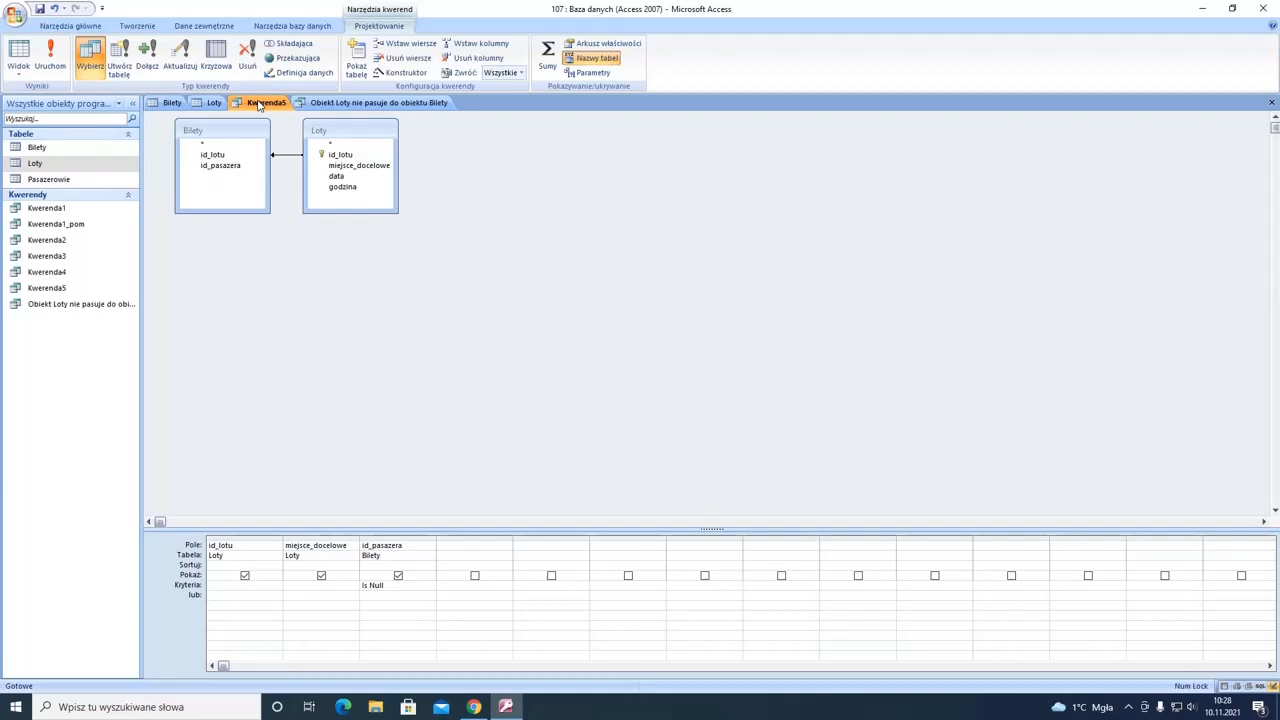 Narzędzia kwerend
107 : Baza danych (Access 2007) - Microsoft Access
Narzędzia główne Tworzenie Dane zewnętrzne Narzędzia bazy danych Projektowanie
Widok
Uruchom
Wybierz
Utwórz tabelę
Dołącz
Aktualizuj
Krzyżowa
Usuń
Składająca
Przekazująca
Definicja danych
Pokaż tabelę
Wstaw wiersze
Usuń wiersze
Konstruktor
Wstaw kolumny
Usuń kolumny
Zwróć: Wszystkie
Sumy
Arkusz właściwości
Nazwy tabel
Parametry
Wyniki Typ kwerendy Konfiguracja kwerendy Pokazywanie/ukrywanie
Wszystkie obiekty progra...
Wyszukaj...
Tabele
Bilety
Loty
Pasazerowie
Kwerendy
Kwerenda1
Kwerenda1_pom
Kwerenda2
Kwerenda3
Kwerenda4
Kwerenda5
Obiekt Loty nie pasuje do obi...
Bilety Loty Kwerenda5 Obiekt Loty nie pasuje do obiektu Bilety
Bilety
*
id_lotu
id_pasazera
Loty
*
id_lotu
miejsce_docelowe
data
godzina
Pole: id_lotu miejsce_docelowe id_pasazera
Tabela: Loty Loty Bilety
Sortuj:
Pokaż:
Kryteria: Is Null
lub:
Gotowe
Num Lock
SQL
Wpisz tu wyszukiwane słowo
1°C Mgła
10:28
10.11.2021